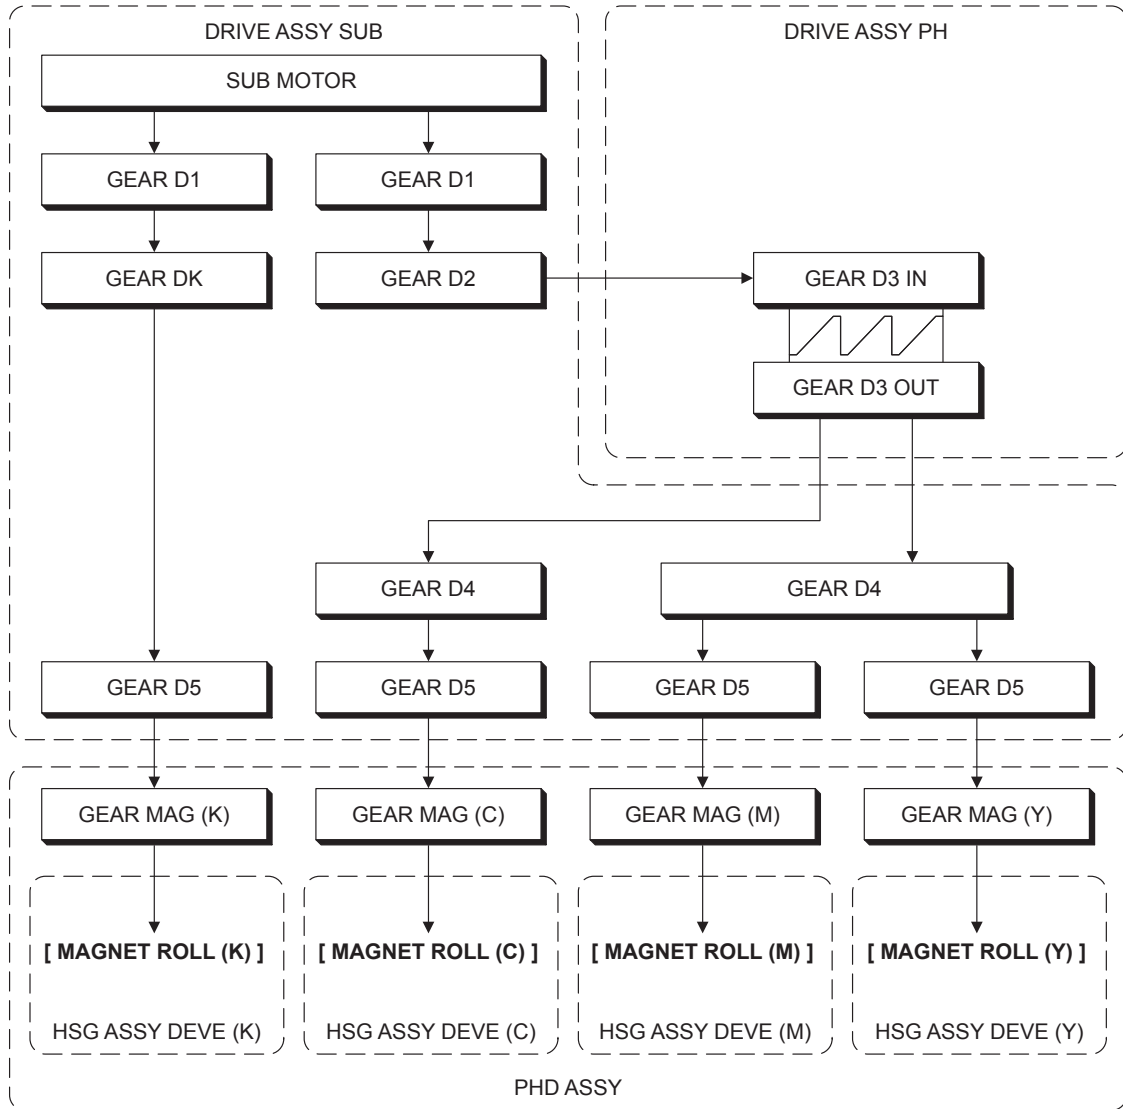 DRIVE ASSY SUB
DRIVE ASSY PH
SUB MOTOR
GEAR D1
GEAR D1
GEAR DK
GEAR D2
GEAR D3 IN
GEAR D3 OUT
GEAR D4
GEAR D4
GEAR D5
GEAR D5
GEAR D5
GEAR D5
GEAR MAG (K)
GEAR MAG (C)
GEAR MAG (M)
GEAR MAG (Y)
[ MAGNET ROLL (K) ]
[ MAGNET ROLL (C) ]
[ MAGNET ROLL (M) ]
[ MAGNET ROLL (Y) ]
HSG ASSY DEVE (K)
HSG ASSY DEVE (C)
HSG ASSY DEVE (M)
HSG ASSY DEVE (Y)
PHD ASSY